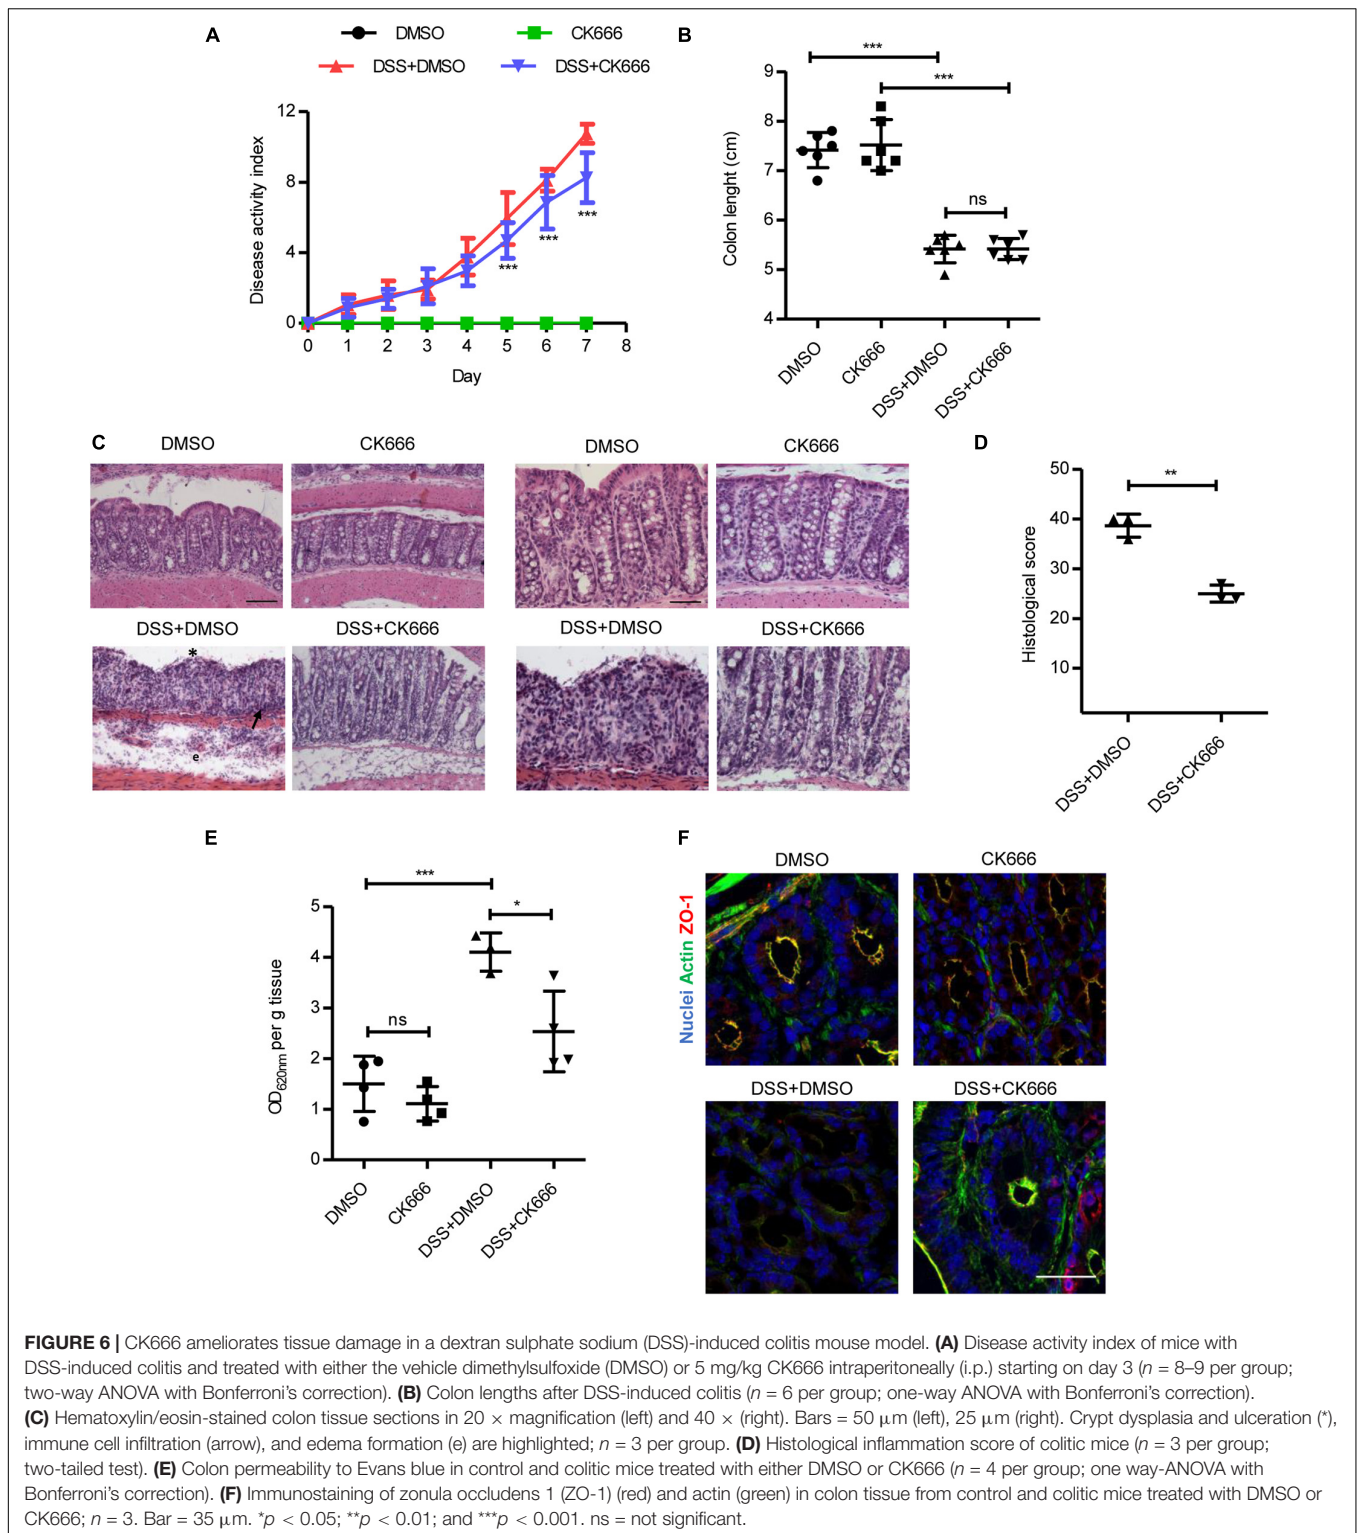 A
DMSO
CK666
DSS+DMSO
DSS+CK666
Disease activity index
12
8
4
0
***
***
***
0 1 2 3 4 5 6 7 8
Day
B
***
***
ns
Colon lenght (cm)
9
8
7
6
5
4
DMSO
CK666
DSS+DMSO
DSS+CK666
C
DMSO
CK666
DMSO
CK666
DSS+DMSO
DSS+CK666
DSS+DMSO
DSS+CK666
*
e
D
**
Histological score
50
40
30
20
10
DSS+DMSO
DSS+CK666
E
***
*
ns
OD620nm per g tissue
5
4
3
2
1
0
DMSO
CK666
DSS+DMSO
DSS+CK666
F
DMSO
CK666
Nuclei Actin ZO-1
DSS+DMSO
DSS+CK666
FIGURE 6 | CK666 ameliorates tissue damage in a dextran sulphate sodium (DSS)-induced colitis mouse model. (A) Disease activity index of mice with
DSS-induced colitis and treated with either the vehicle dimethylsulfoxide (DMSO) or 5 mg/kg CK666 intraperitoneally (i.p.) starting on day 3 (n = 8–9 per group;
two-way ANOVA with Bonferroni's correction). (B) Colon lengths after DSS-induced colitis (n = 6 per group; one-way ANOVA with Bonferroni's correction).
(C) Hematoxylin/eosin-stained colon tissue sections in 20 × magnification (left) and 40 × (right). Bars = 50 μm (left), 25 μm (right). Crypt dysplasia and ulceration (*),
immune cell infiltration (arrow), and edema formation (e) are highlighted; n = 3 per group. (D) Histological inflammation score of colitic mice (n = 3 per group;
two-tailed test). (E) Colon permeability to Evans blue in control and colitic mice treated with either DMSO or CK666 (n = 4 per group; one way-ANOVA with
Bonferroni's correction). (F) Immunostaining of zonula occludens 1 (ZO-1) (red) and actin (green) in colon tissue from control and colitic mice treated with DMSO or
CK666; n = 3. Bar = 35 μm. *p < 0.05; **p < 0.01; and ***p < 0.001. ns = not significant.